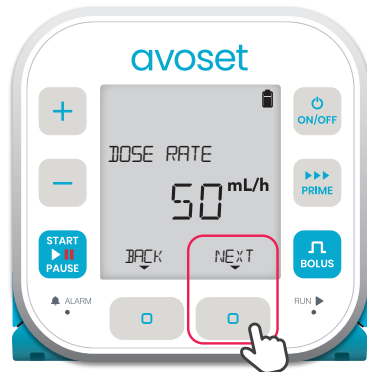 avoset
+
ON/OFF
DOSE RATE
50 mL/h
−
PRIME
START
PAUSE
BACK
NEXT
BOLUS
ALARM
RUN